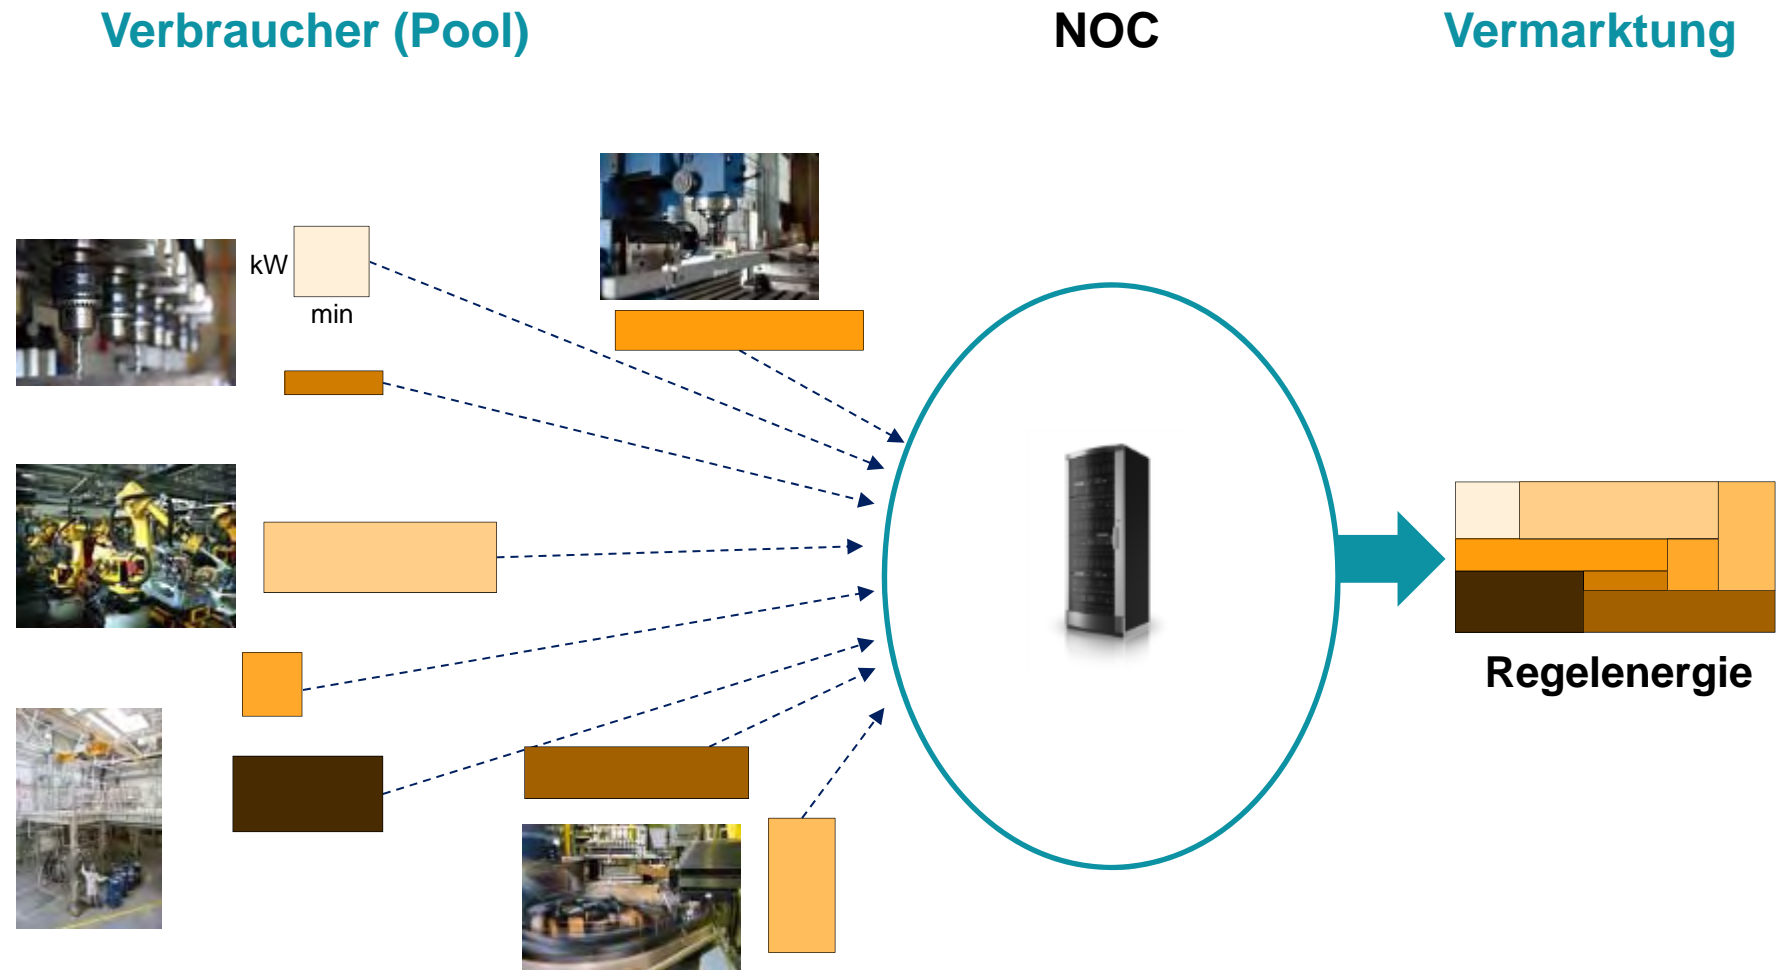 Verbraucher (Pool)
NOC
Vermarktung
kW
min
Regelenergie